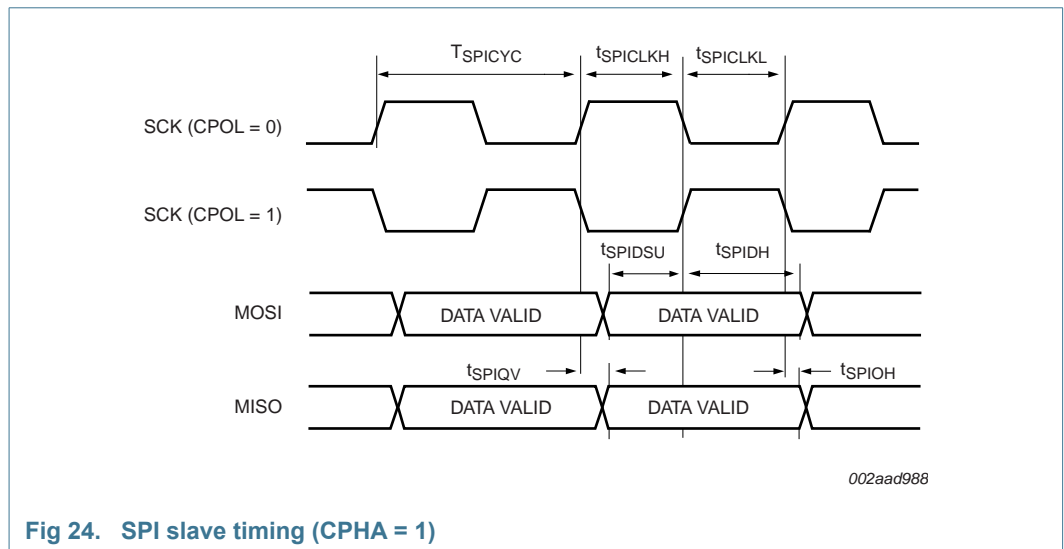 TSPICYC tSPICLKH tSPICLKL
SCK (CPOL = 0)
SCK (CPOL = 1)
tSPIDSU tSPIDH
MOSI DATA VALID DATA VALID
tSPIQV tSPIOH
MISO DATA VALID DATA VALID
002aad988
Fig 24. SPI slave timing (CPHA = 1)